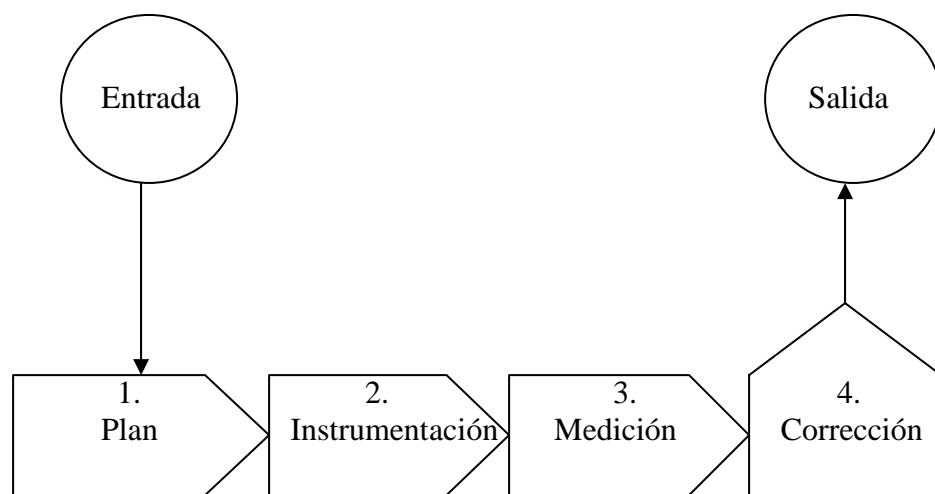 Entrada
Salida
1.
Plan
2.
Instrumentación
3.
Medición
4.
Corrección